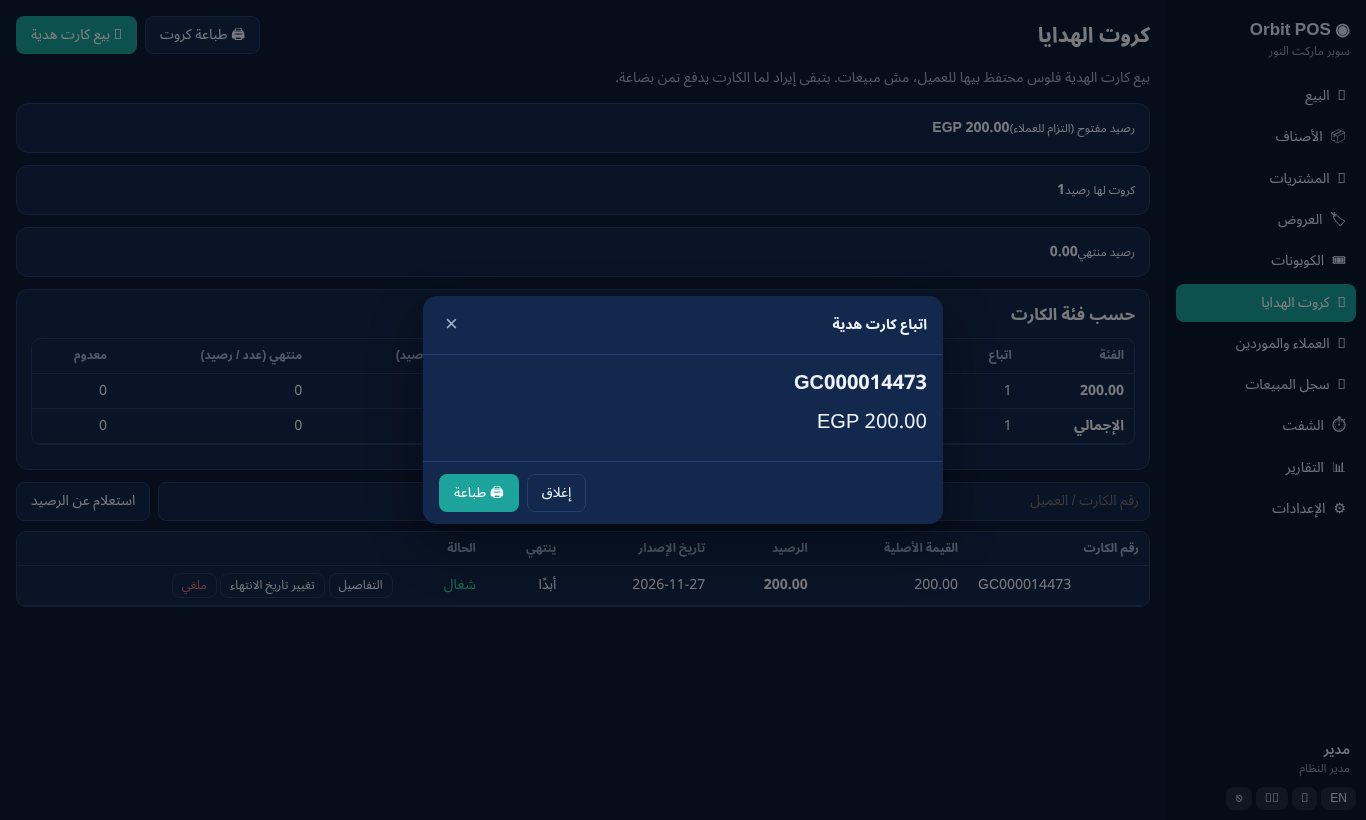 Orbit POS
سوبر ماركت النور
البيع
الأصناف
المشتريات
العروض
الكوبونات
كروت الهدايا
العملاء والموردين
سجل المبيعات
الشفت
التقارير
الإعدادات
مدير
مدير النظام
EN
كروت الهدايا
طباعة كروت
بيع كارت هدية
بيع كارت الهدية فلوس محتفظ بيها للعميل، مش مبيعات. بتبقى إيراد لما الكارت يدفع تمن بضاعة.
رصيد مفتوح (التزام للعملاء) EGP 200.00
كروت لها رصيد 1
رصيد منتهي 0.00
حسب فئة الكارت
الفئة اتباع صيد) منتهي (عدد / رصيد) معدوم
200.00 1 0 0
الإجمالي 1 0 0
اتباع كارت هدية ×
GC000014473
EGP 200.00
إغلاق طباعة
رقم الكارت / العميل استعلام عن الرصيد
رقم الكارت القيمة الأصلية الرصيد تاريخ الإصدار ينتهي الحالة
GC000014473 200.00 200.00 2026-11-27 أبدًا شغال التفاصيل تغيير تاريخ الانتهاء ملغي